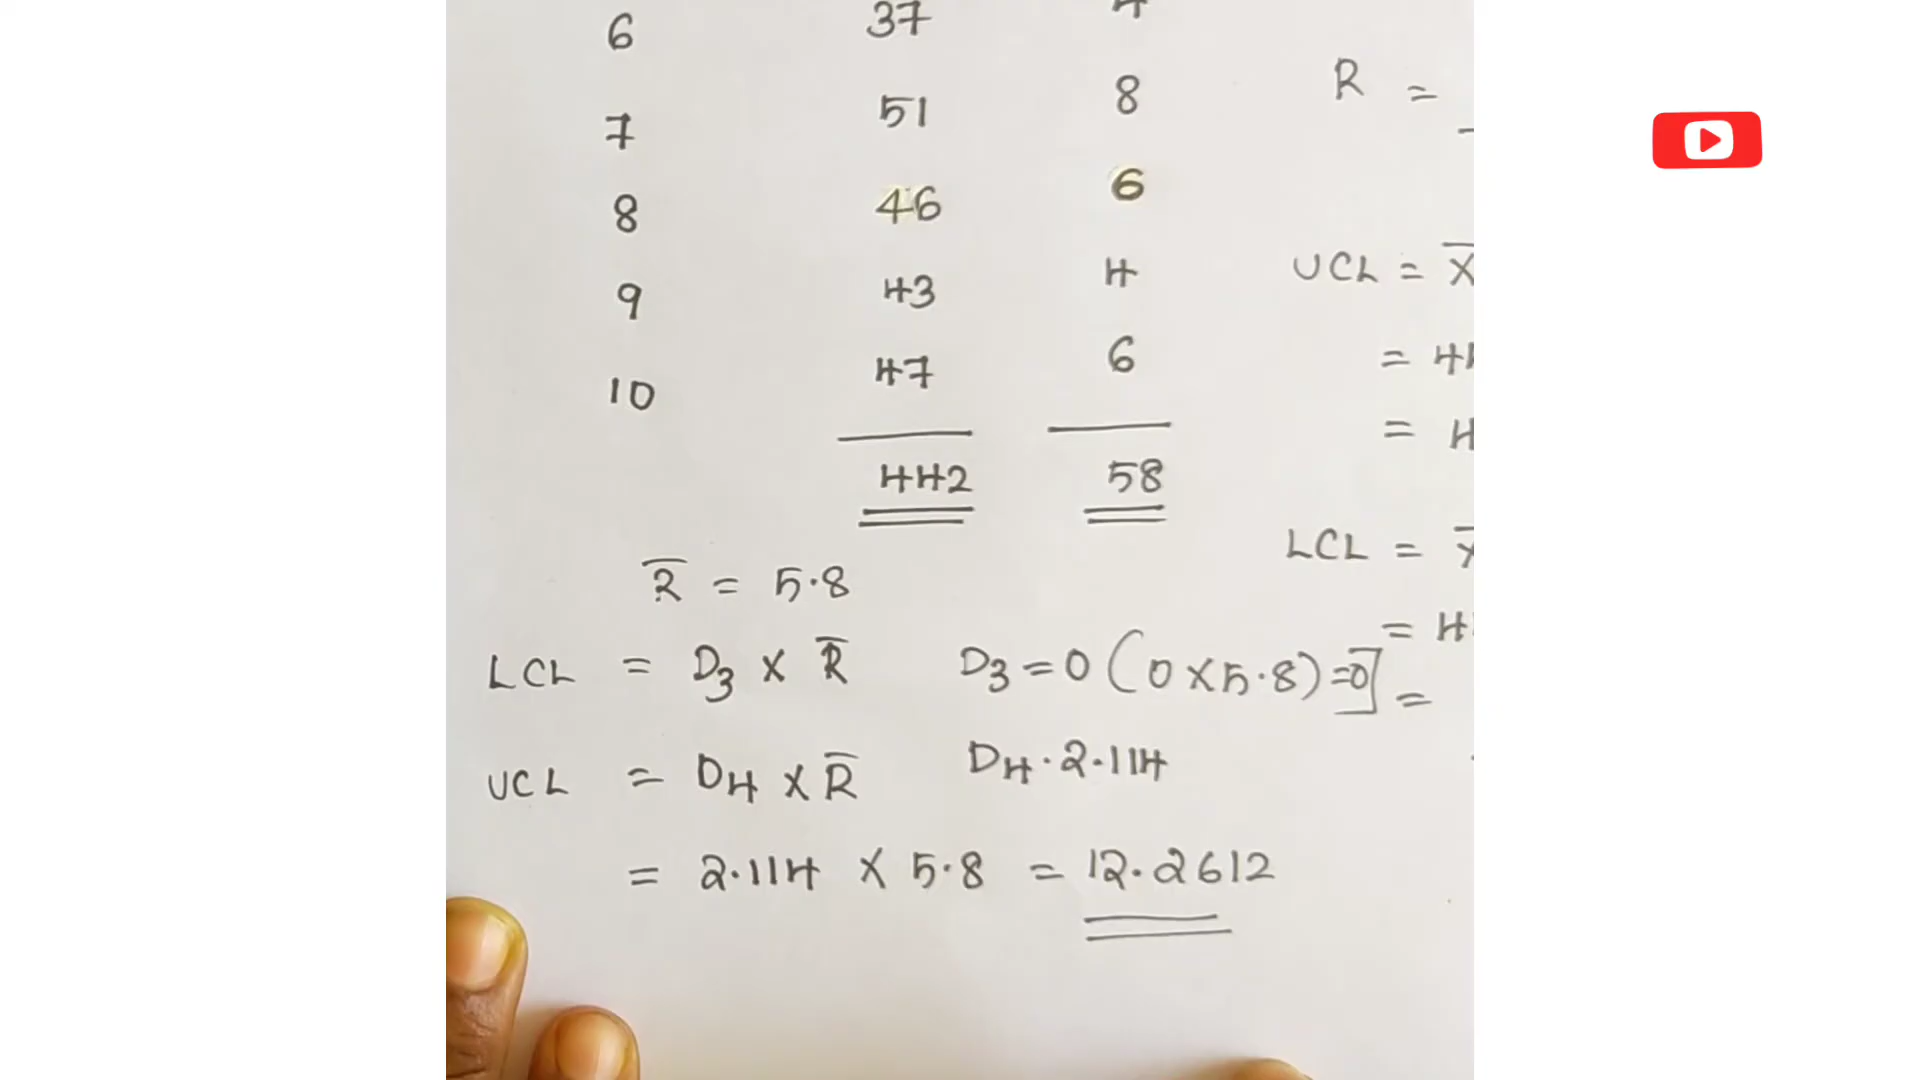 6 37 4
7 51 8
8 46 6
9 43 4
10 47 6
442 58
R̅ = 5.8
LCL = D3 × R̅ D3 = 0 (0 × 5.8) = 0]
UCL = D4 × R̅ D4 . 2.114
= 2.114 × 5.8 = 12.2612
R =
UCL = X̅
=
=
LCL = X̅
= 4
=